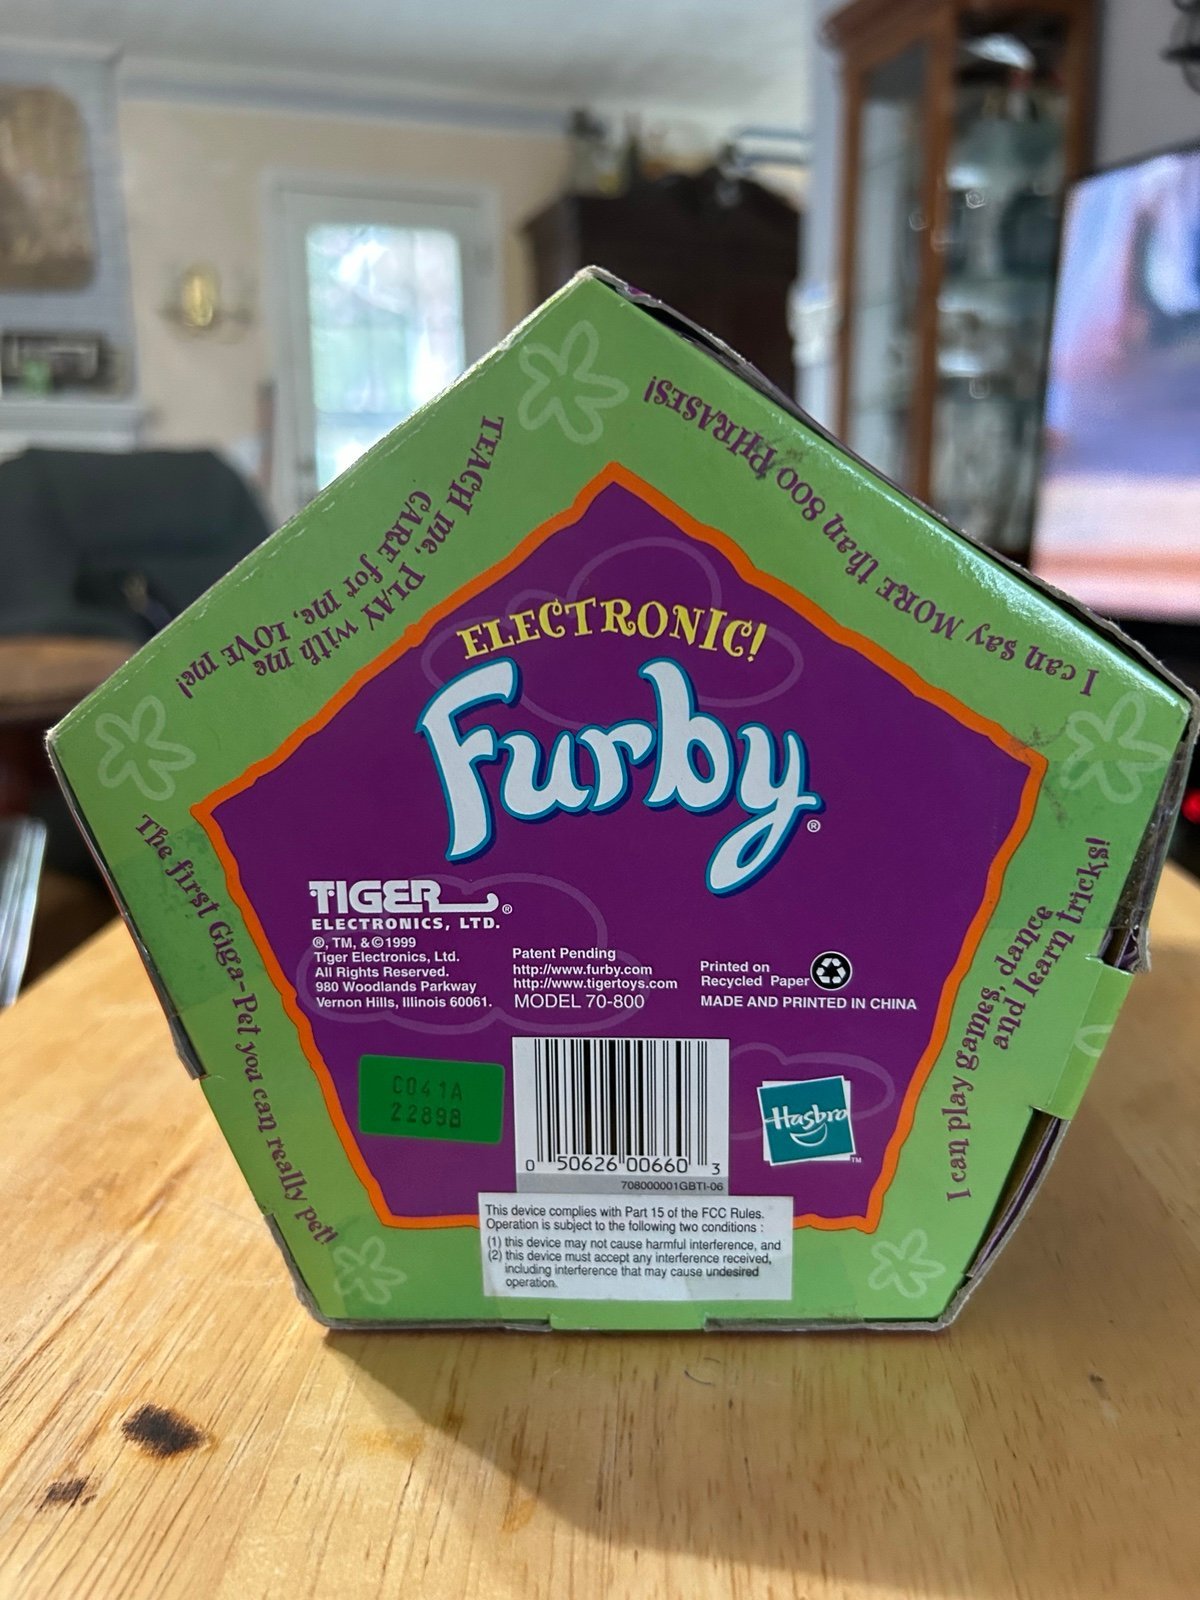 TEACH me, PLAY with me
CARE for me, LOVE me!
I can say MORE than 800 PHRASES!
ELECTRONIC!
Furby®
The first Giga-Pet you can really pet!
I can play games, dance
and learn tricks!
TIGER®
ELECTRONICS, LTD.
®, TM, & © 1999
Tiger Electronics, Ltd.
All Rights Reserved.
980 Woodlands Parkway
Vernon Hills, Illinois 60061.
Patent Pending
http://www.furby.com
http://www.tigertoys.com
MODEL 70-800
Printed on
Recycled Paper
MADE AND PRINTED IN CHINA
C041A
22898
0 50626 00660 3
708000001GBTI-06
Hasbro™
This device complies with Part 15 of the FCC Rules.
Operation is subject to the following two conditions :
(1) this device may not cause harmful interference, and
(2) this device must accept any interference received,
including interference that may cause undesired
operation.